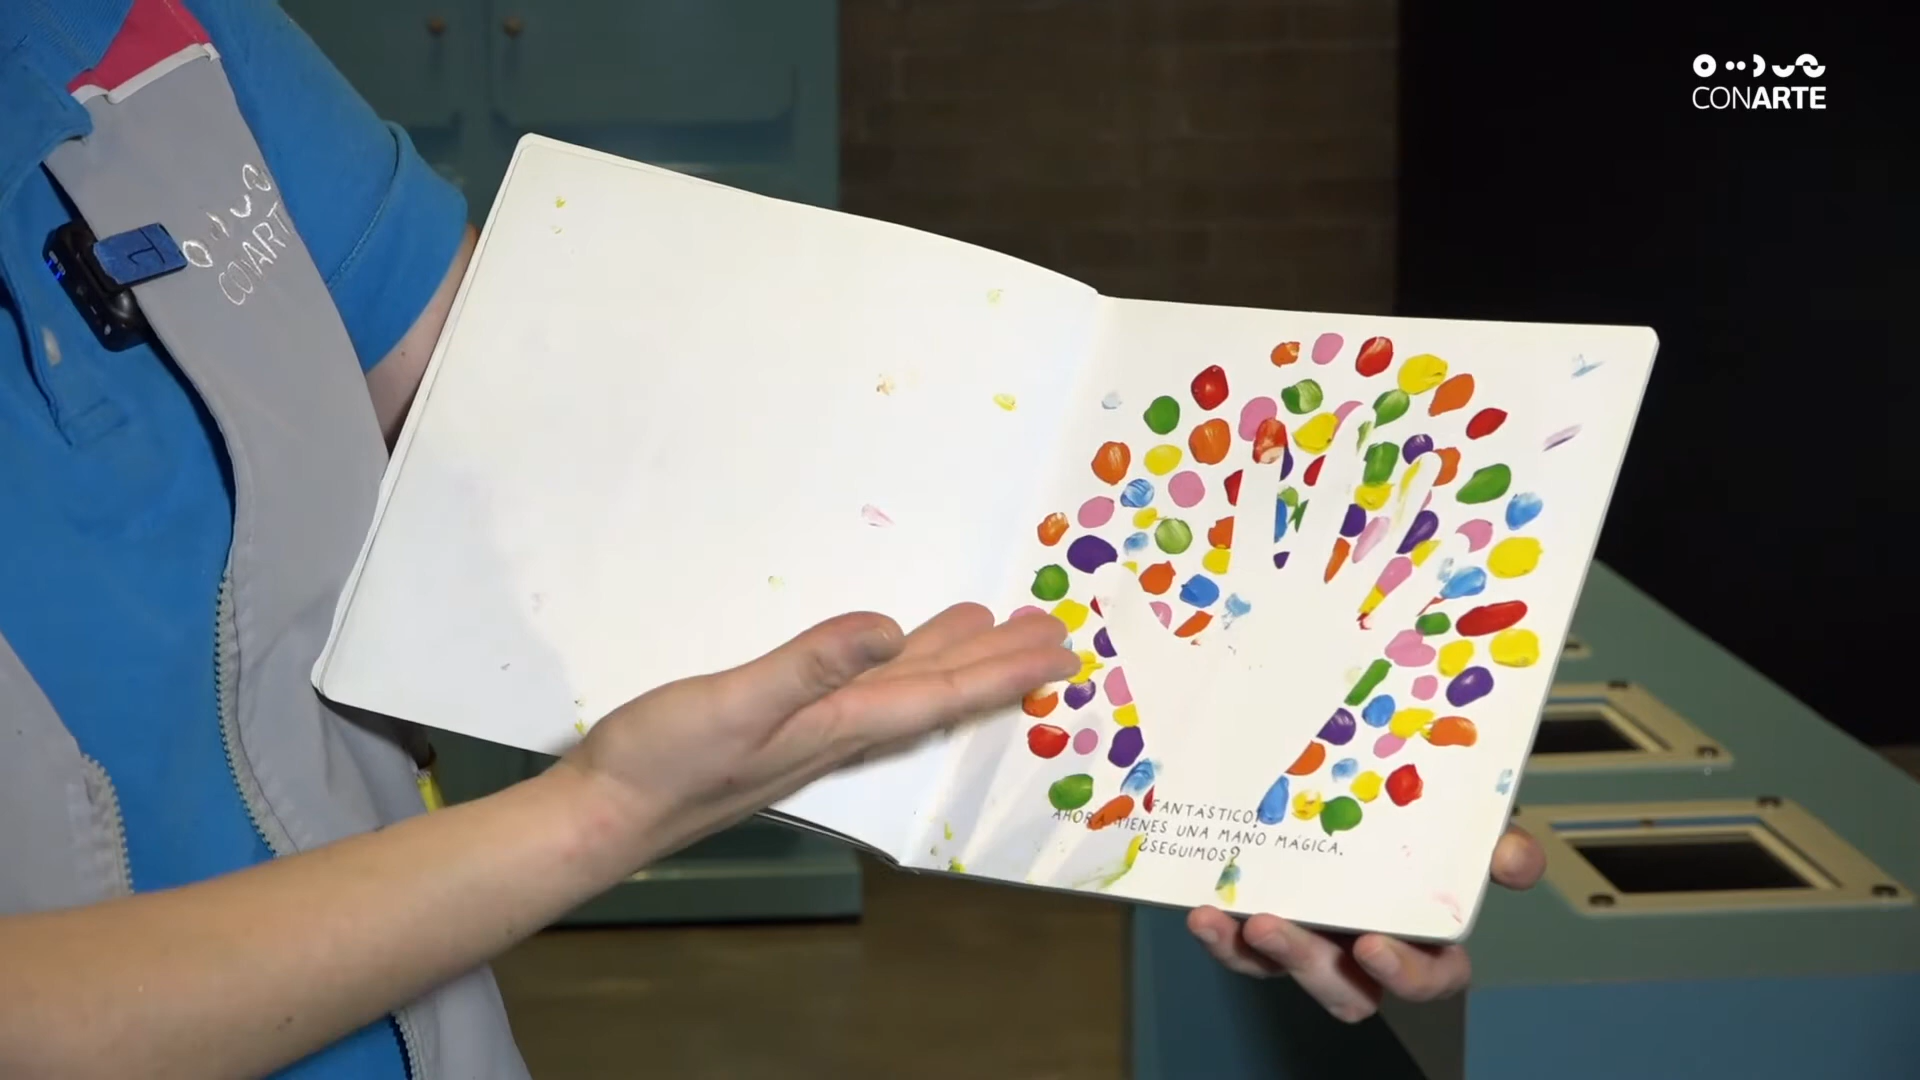 CONARTE
CONARTE
¡FANTÁSTICO!
AHORA TIENES UNA MANO MÁGICA.
¿SEGUIMOS?